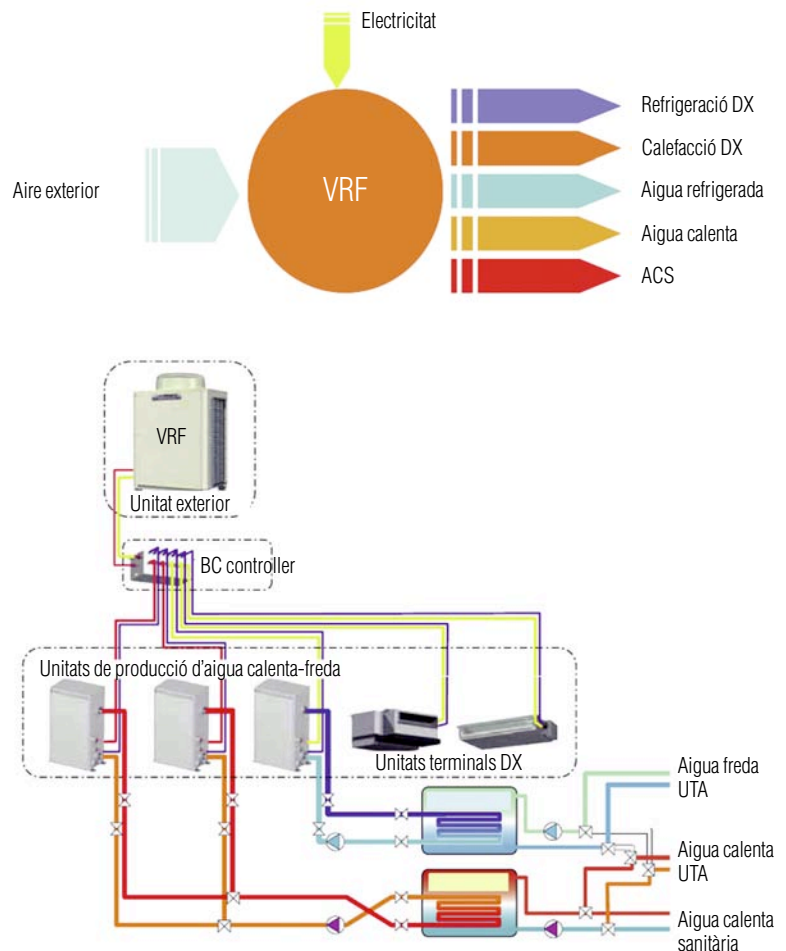 Electricitat
Refrigeració DX
Calefacció DX
Aire exterior
VRF
Aigua refrigerada
Aigua calenta
ACS
VRF
Unitat exterior
BC controller
Unitats de producció d'aigua calenta-freda
Unitats terminals DX
Aigua freda
UTA
Aigua calenta
UTA
Aigua calenta
sanitària